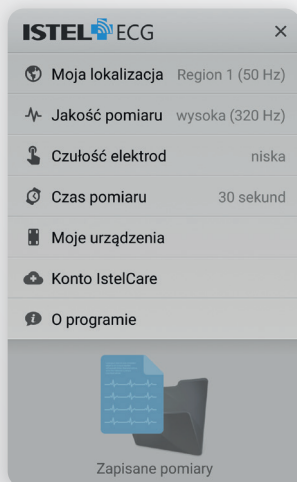 ISTEL ECG
Moja lokalizacja Region 1 (50 Hz)
Jakość pomiaru wysoka (320 Hz)
Czułość elektrod niska
Czas pomiaru 30 sekund
Moje urządzenia
Konto IstelCare
O programie
Zapisane pomiary